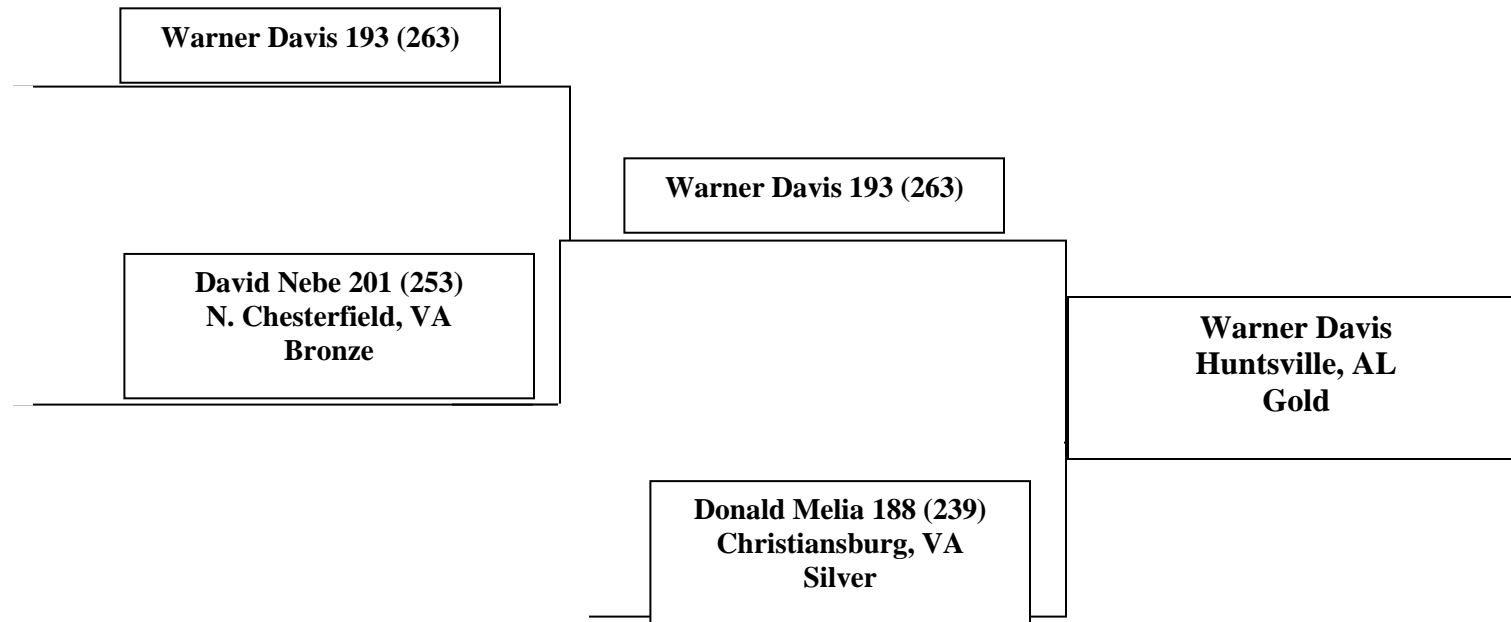 Warner Davis 193 (263)
Warner Davis 193 (263)
David Nebe 201 (253)
N. Chesterfield, VA
Bronze
Warner Davis
Huntsville, AL
Gold
Donald Melia 188 (239)
Christiansburg, VA
Silver